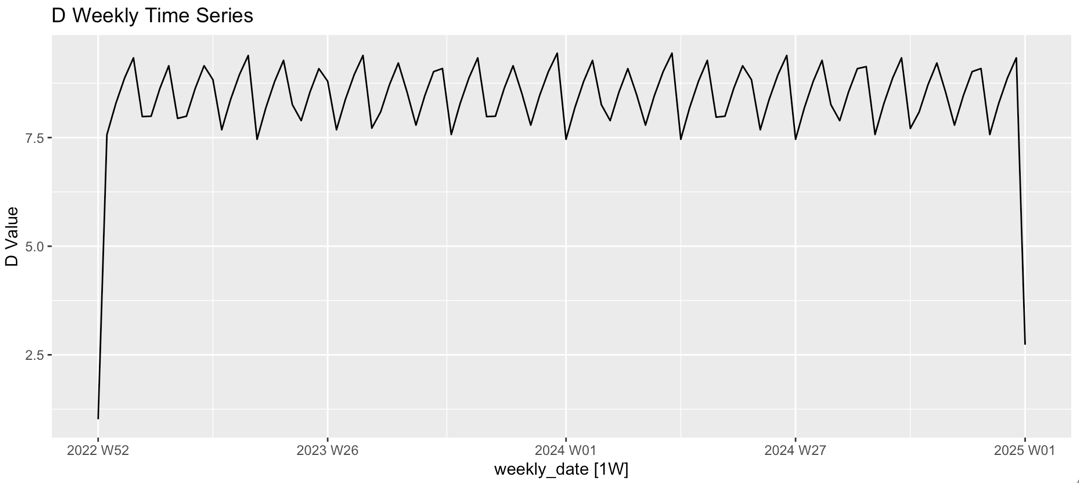 D Weekly Time Series
D Value
7.5
5.0
2.5
2022 W52
2023 W26
2024 W01
2024 W27
2025 W01
weekly_date [1W]